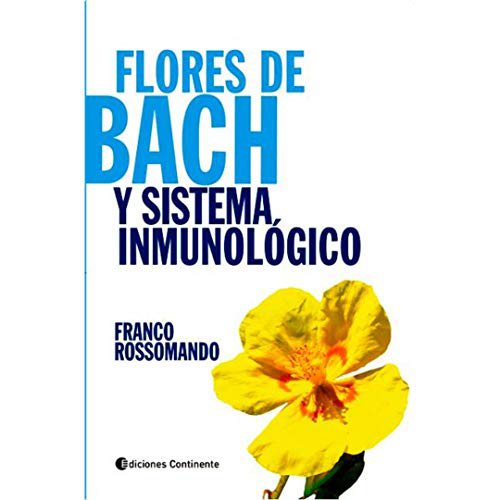 FLORES DE
BACH
Y SISTEMA
INMUNOLÓGICO
FRANCO
ROSSOMANDO
Ediciones Continente